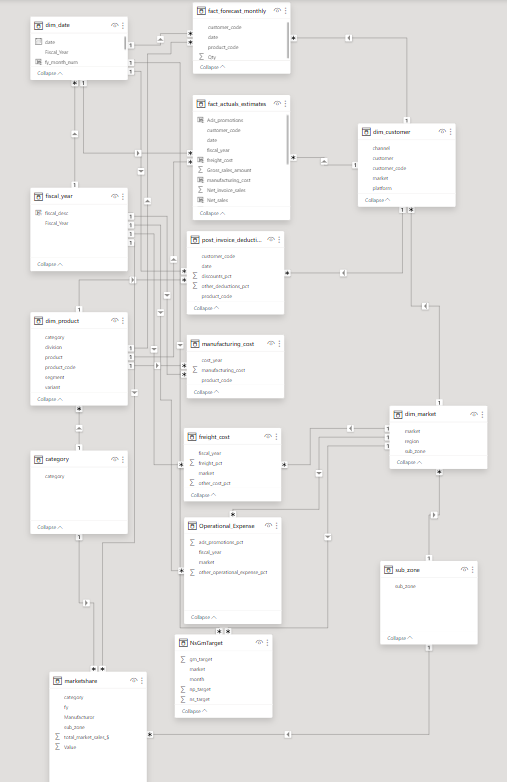 dim_date
date
Fiscal_Year
fy_month_num
Collapse
fact_forecast_monthly
customer_code
date
product_code
Qty
Collapse
fact_actuals_estimates
Ads_promotions
customer_code
date
fiscal_year
freight_cost
Gross_sales_amount
manufacturing_cost
Net_invoice_sales
Net_sales
Collapse
dim_customer
channel
customer
customer_code
market
platform
Collapse
fiscal_year
fiscal_desc
Fiscal_Year
Collapse
post_invoice_deducti...
customer_code
date
discounts_pct
other_deductions_pct
product_code
Collapse
dim_product
category
division
product
product_code
segment
variant
Collapse
manufacturing_cost
cost_year
manufacturing_cost
product_code
Collapse
dim_market
market
region
sub_zone
Collapse
freight_cost
fiscal_year
freight_pct
market
other_cost_pct
Collapse
category
category
Collapse
Operational_Expense
ads_promotions_pct
fiscal_year
market
other_operational_expense_pct
Collapse
sub_zone
sub_zone
Collapse
NsGmTarget
gm_target
market
month
np_target
ns_target
Collapse
marketshare
category
fy
Manufacturor
sub_zone
total_market_sales_$
Value